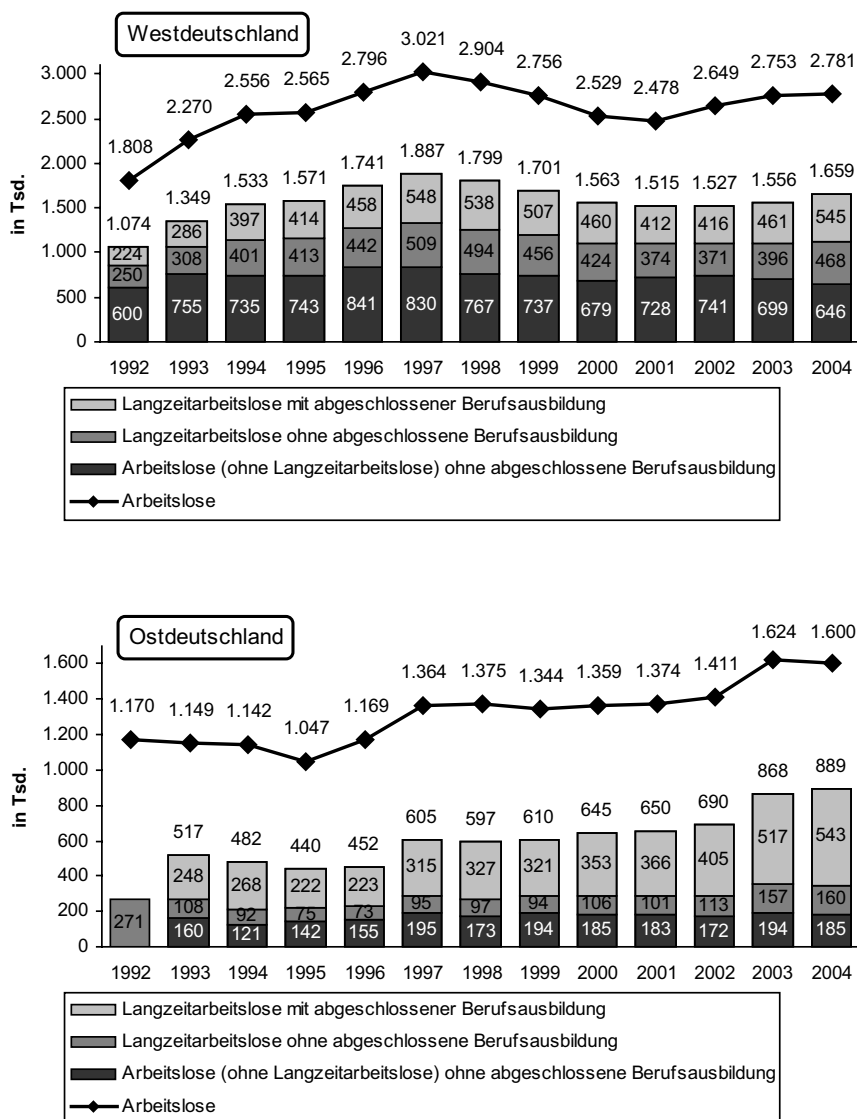 Westdeutschland
in Tsd.
3.000
2.500
2.000
1.500
1.000
500
0
1.808 2.270 2.556 2.565 2.796 3.021 2.904 2.756 2.529 2.478 2.649 2.753 2.781
1.074 1.349 1.533 1.571 1.741 1.887 1.799 1.701 1.563 1.515 1.527 1.556 1.659
224 286 397 414 458 548 538 507 460 412 416 461 545
250 308 401 413 442 509 494 456 424 374 371 396 468
600 755 735 743 841 830 767 737 679 728 741 699 646
1992 1993 1994 1995 1996 1997 1998 1999 2000 2001 2002 2003 2004
Langzeitarbeitslose mit abgeschlossener Berufsausbildung
Langzeitarbeitslose ohne abgeschlossene Berufsausbildung
Arbeitslose (ohne Langzeitarbeitslose) ohne abgeschlossene Berufsausbildung
Arbeitslose
Ostdeutschland
in Tsd.
1.600
1.400
1.200
1.000
800
600
400
200
0
1.170 1.149 1.142 1.047 1.169 1.364 1.375 1.344 1.359 1.374 1.411 1.624 1.600
517 482 440 452 605 597 610 645 650 690 868 889
248 268 222 223 315 327 321 353 366 405 517 543
271 108 92 75 73 95 97 94 106 101 113 157 160
160 121 142 155 195 173 194 185 183 172 194 185
1992 1993 1994 1995 1996 1997 1998 1999 2000 2001 2002 2003 2004
Langzeitarbeitslose mit abgeschlossener Berufsausbildung
Langzeitarbeitslose ohne abgeschlossene Berufsausbildung
Arbeitslose (ohne Langzeitarbeitslose) ohne abgeschlossene Berufsausbildung
Arbeitslose